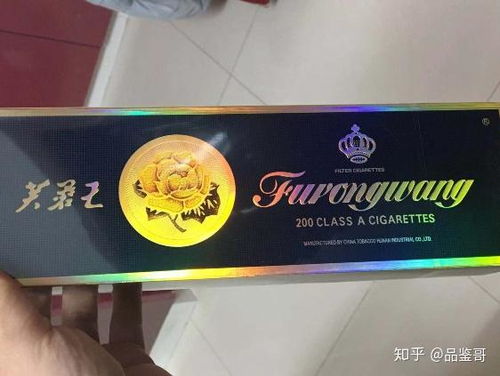 芙蓉王
®
FILTER CIGARETTES
Furongwang
200 CLASS A CIGARETTES
MANUFACTURED BY CHINA TOBACCO HUNAN INDUSTRIAL CO.,LTD.
知乎 @品鉴哥